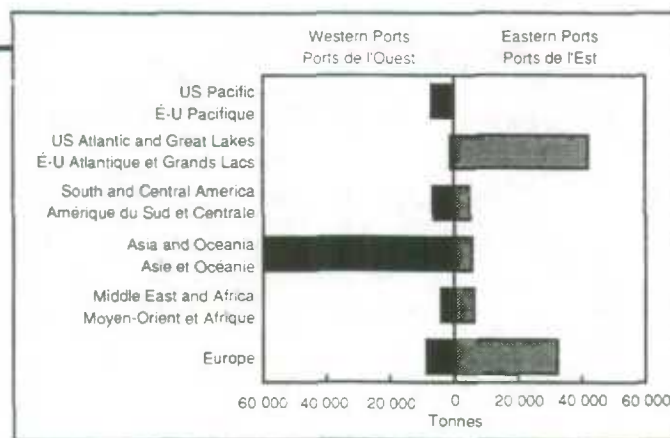 Western Ports
Ports de l'Ouest
Eastern Ports
Ports de l'Est
US Pacific
É-U Pacifique
US Atlantic and Great Lakes
É-U Atlantique et Grands Lacs
South and Central America
Amérique du Sud et Centrale
Asia and Oceania
Asie et Océanie
Middle East and Africa
Moyen-Orient et Afrique
Europe
60 000 40 000 20 000 0 20 000 40 000 60 000
Tonnes